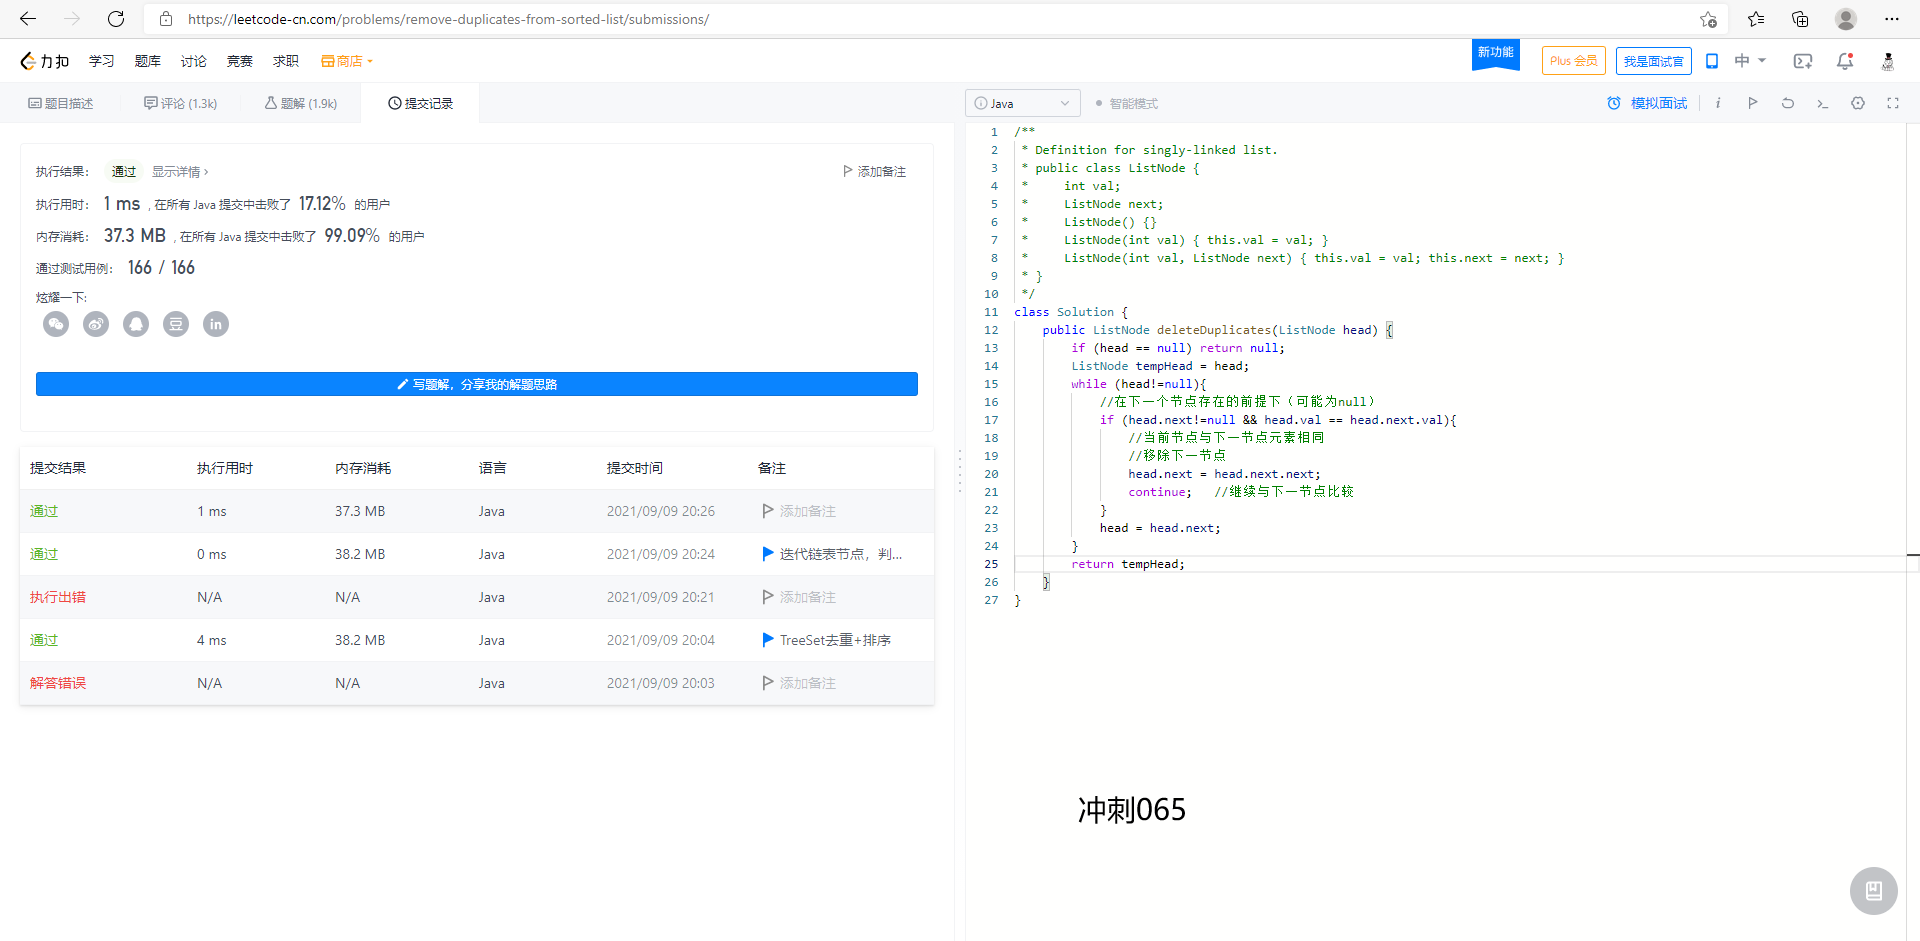 https://leetcode-cn.com/problems/remove-duplicates-from-sorted-list/submissions/
力扣 学习 题库 讨论 竞赛 求职 商店 新功能 Plus 会员 我是面试官 中
题目描述 评论 (1.3k) 题解 (1.9k) 提交记录
执行结果： 通过 显示详情 › 添加备注
执行用时： 1 ms , 在所有 Java 提交中击败了 17.12% 的用户
内存消耗： 37.3 MB , 在所有 Java 提交中击败了 99.09% 的用户
通过测试用例： 166 / 166
炫耀一下:
豆 in
写题解，分享我的解题思路
提交结果 执行用时 内存消耗 语言 提交时间 备注
通过 1 ms 37.3 MB Java 2021/09/09 20:26 添加备注
通过 0 ms 38.2 MB Java 2021/09/09 20:24 迭代链表节点，判...
执行出错 N/A N/A Java 2021/09/09 20:21 添加备注
通过 4 ms 38.2 MB Java 2021/09/09 20:04 TreeSet去重+排序
解答错误 N/A N/A Java 2021/09/09 20:03 添加备注
Java 智能模式 模拟面试
1 /**
2 * Definition for singly-linked list.
3 * public class ListNode {
4 *     int val;
5 *     ListNode next;
6 *     ListNode() {}
7 *     ListNode(int val) { this.val = val; }
8 *     ListNode(int val, ListNode next) { this.val = val; this.next = next; }
9 * }
10 */
11 class Solution {
12     public ListNode deleteDuplicates(ListNode head) {
13         if (head == null) return null;
14         ListNode tempHead = head;
15         while (head!=null){
16             //在下一个节点存在的前提下（可能为null）
17             if (head.next!=null && head.val == head.next.val){
18                 //当前节点与下一节点元素相同
19                 //移除下一节点
20                 head.next = head.next.next;
21                 continue;   //继续与下一节点比较
22             }
23             head = head.next;
24         }
25         return tempHead;
26     }
27 }
冲刺065